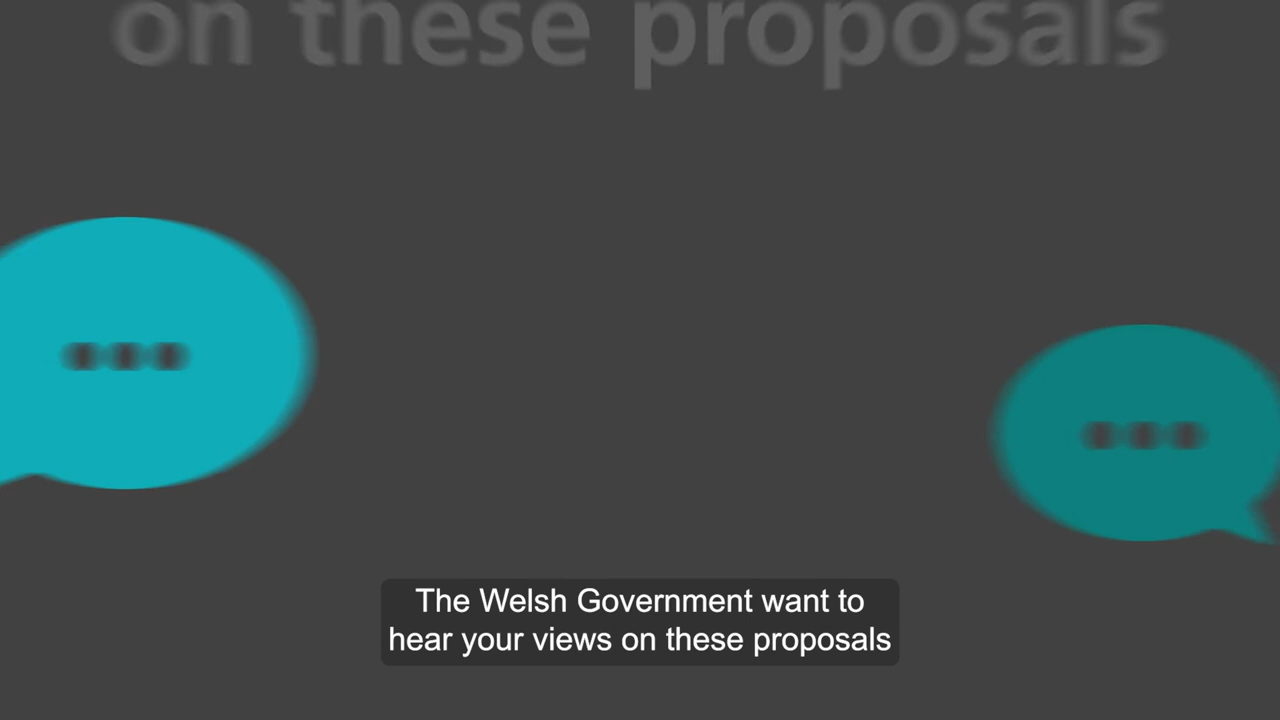 on these proposals
The Welsh Government want to
hear your views on these proposals